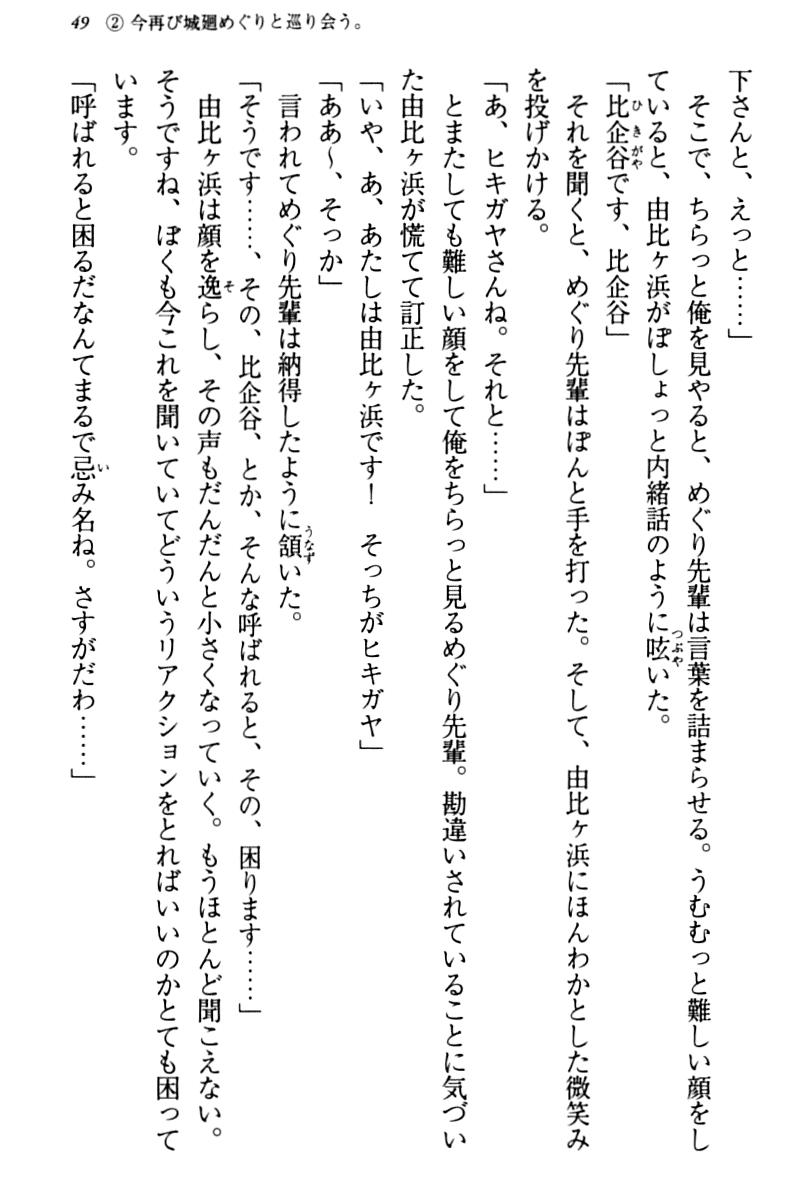 49 ② 今再び城廻めぐりと巡り会う。
下さんと、えっと……」
　そこで、ちらっと俺を見やると、めぐり先輩は言葉を詰まらせる。うむむっと難しい顔をし
ていると、由比ヶ浜がぽしょっと内緒話のように呟いた。
「比企谷です、比企谷」
　それを聞くと、めぐり先輩はぽんと手を打った。そして、由比ヶ浜にほんわかとした微笑み
を投げかける。
「あ、ヒキガヤさんね。それと……」
　とまたしても難しい顔をして俺をちらっと見るめぐり先輩。勘違いされていることに気づい
た由比ヶ浜が慌てて訂正した。
「いや、あ、あたしは由比ヶ浜です！　そっちがヒキガヤ」
「ああ〜、そっか」
　言われてめぐり先輩は納得したように頷いた。
「そうです……、その、比企谷、とか、そんな呼ばれると、その、困ります……」
　由比ヶ浜は顔を逸らし、その声もだんだんと小さくなっていく。もうほとんど聞こえない。
そうですね、ぼくも今これを聞いていてどういうリアクションをとればいいのかとても困って
います。
「呼ばれると困るだなんてまるで忌み名ね。さすがだわ……」